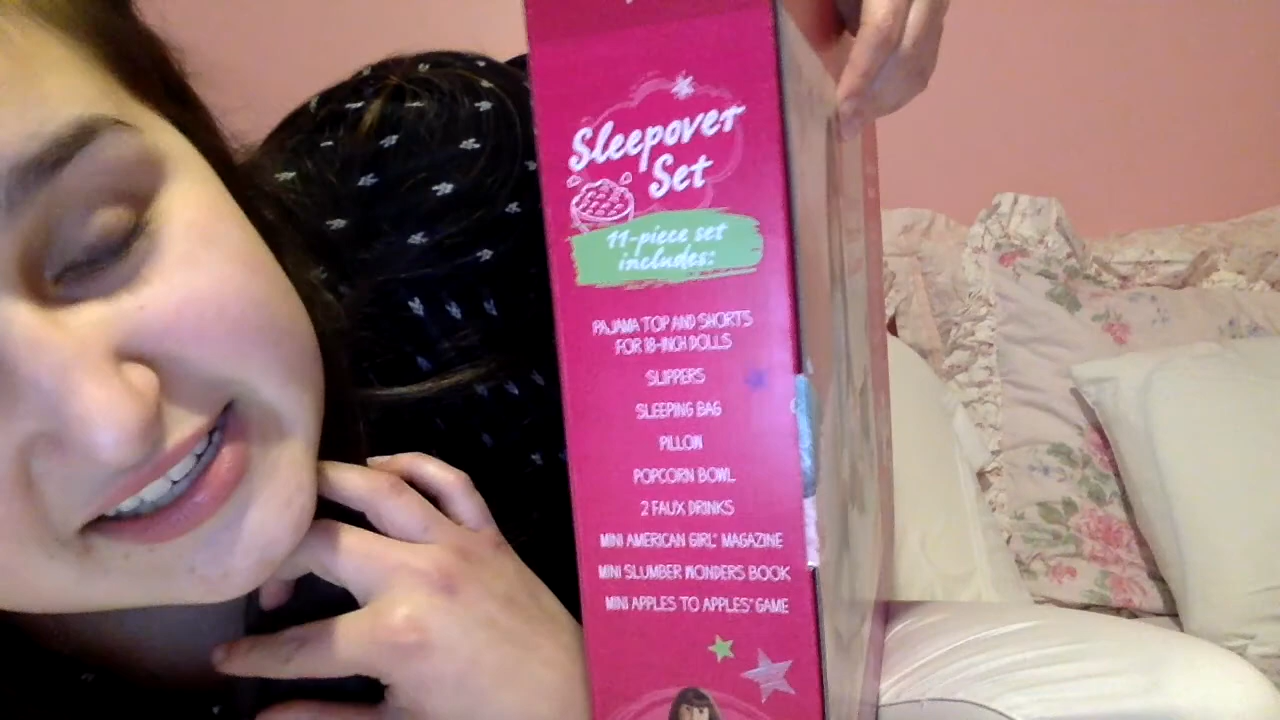 Sleepover
Set
11-piece set
includes:
PAJAMA TOP AND SHORTS
FOR 18-INCH DOLLS
SLIPPERS
SLEEPING BAG
PILLOW
POPCORN BOWL
2 FAUX DRINKS
MINI AMERICAN GIRL® MAGAZINE
MINI SLUMBER WONDERS BOOK
MINI APPLES TO APPLES® GAME